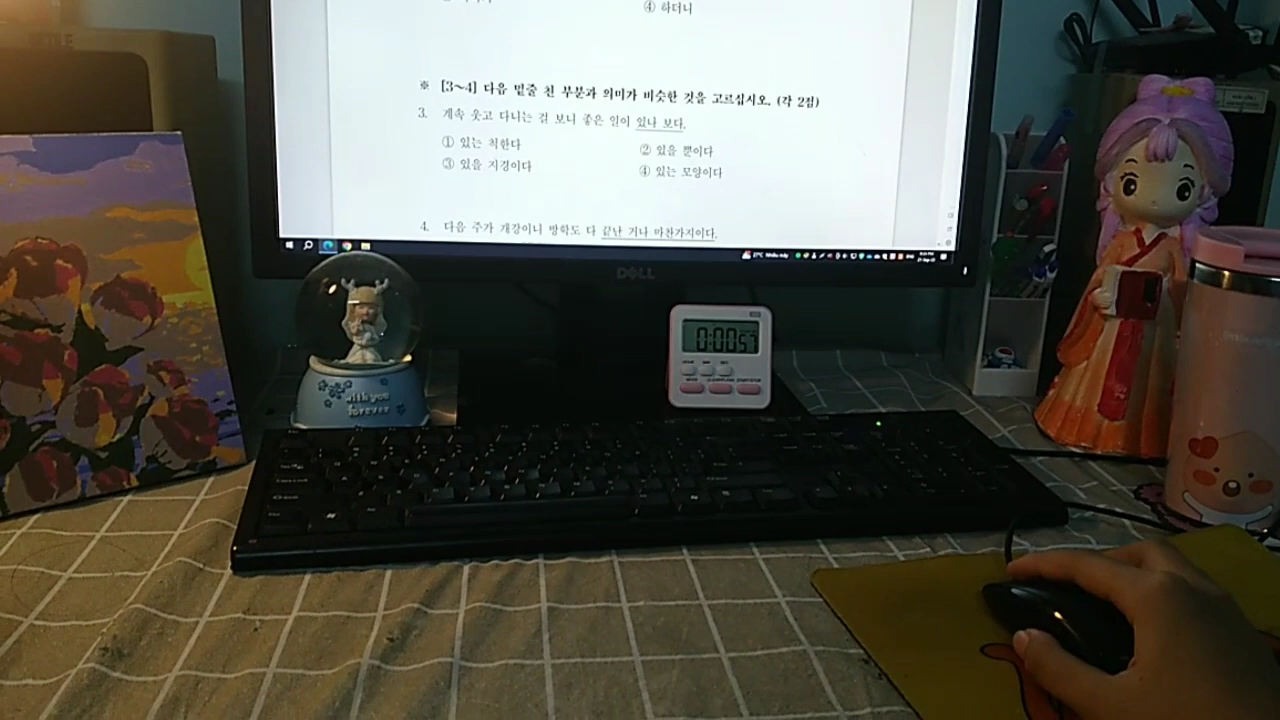 ④ 하더니
※ [3～4] 다음 밑줄 친 부분과 의미가 비슷한 것을 고르십시오. (각 2점)
3. 계속 웃고 다니는 걸 보니 좋은 일이 있나 보다.
① 있는 척한다
② 있을 뿐이다
③ 있을 지경이다
④ 있는 모양이다
4. 다음 주가 개강이니 방학도 다 끝난 거나 마찬가지이다.
DELL
0:00 57
with you
forever